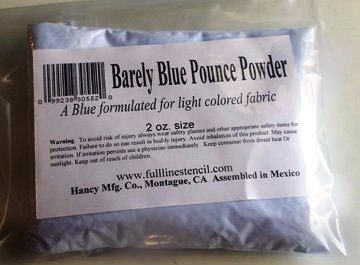 Barely Blue Pounce Powder
0 99238 30552 0
A Blue formulated for light colored fabric
2 oz. size
Warning To avoid risk of injury always wear safety glasses and other appropriate safety items for
protection. Failure to do so can result in bodily injury. Avoid inhalation of this product May cause
irritation. If irritation persists see a physician immediately . Keep container from direct heat Or
sunlight. Keep out of reach of children.
www.fulllinestencil.com
Hancy Mfg. Co., Montague, CA Assembled in Mexico